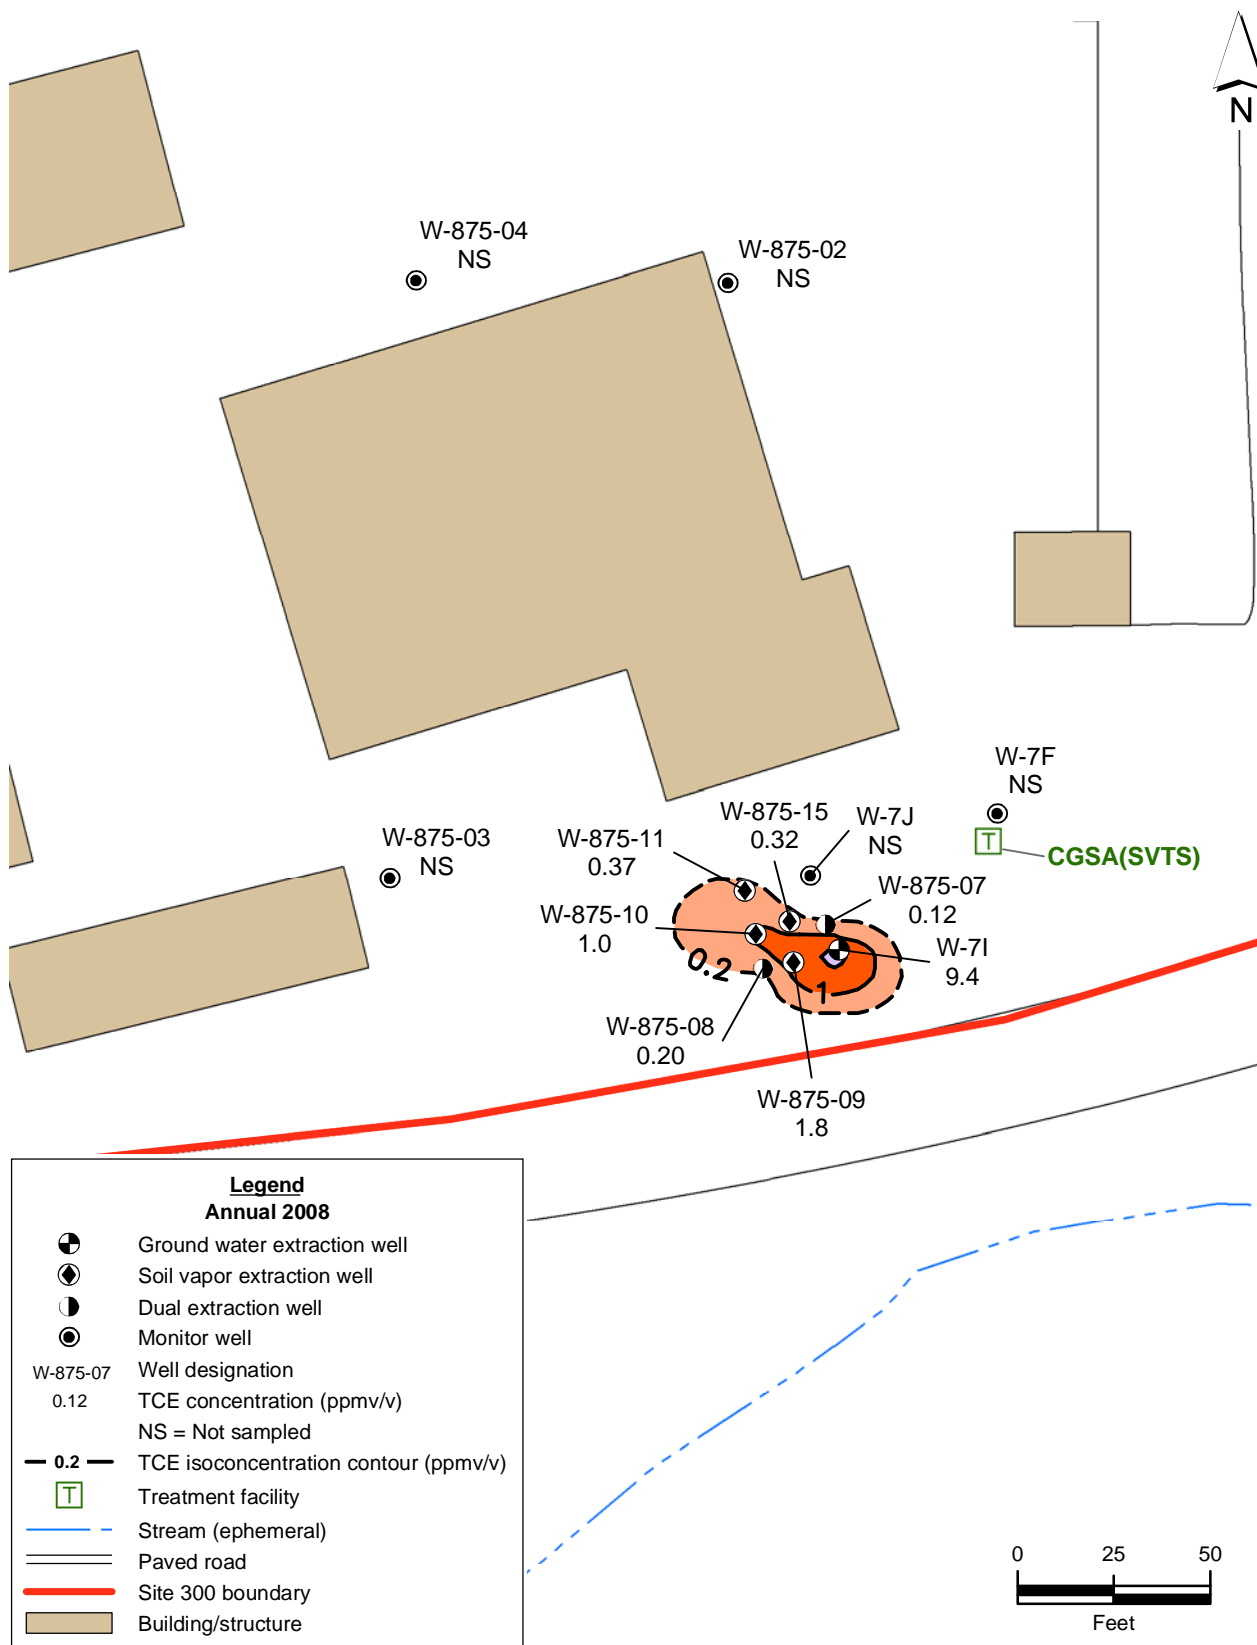 N
W-875-04
NS
W-875-02
NS
W-7F
NS
W-875-15
0.32
W-7J
NS
W-875-11
0.37
W-875-03
NS
T
CGSA(SVTS)
W-875-07
0.12
W-875-10
1.0
W-7I
9.4
0.2
1
W-875-08
0.20
W-875-09
1.8
Legend
Annual 2008
Ground water extraction well
Soil vapor extraction well
Dual extraction well
Monitor well
W-875-07 Well designation
0.12 TCE concentration (ppmv/v)
NS = Not sampled
0.2 TCE isoconcentration contour (ppmv/v)
T Treatment facility
Stream (ephemeral)
Paved road
Site 300 boundary
Building/structure
0 25 50
Feet